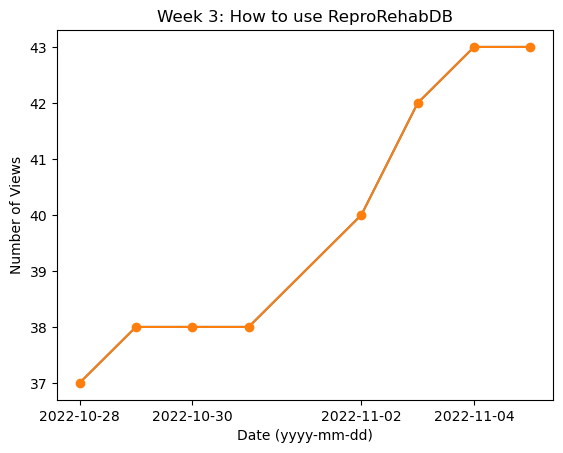 Week 3: How to use ReproRehabDB
43
42
41
40
39
38
37
Number of Views
2022-10-28 2022-10-30 2022-11-02 2022-11-04
Date (yyyy-mm-dd)